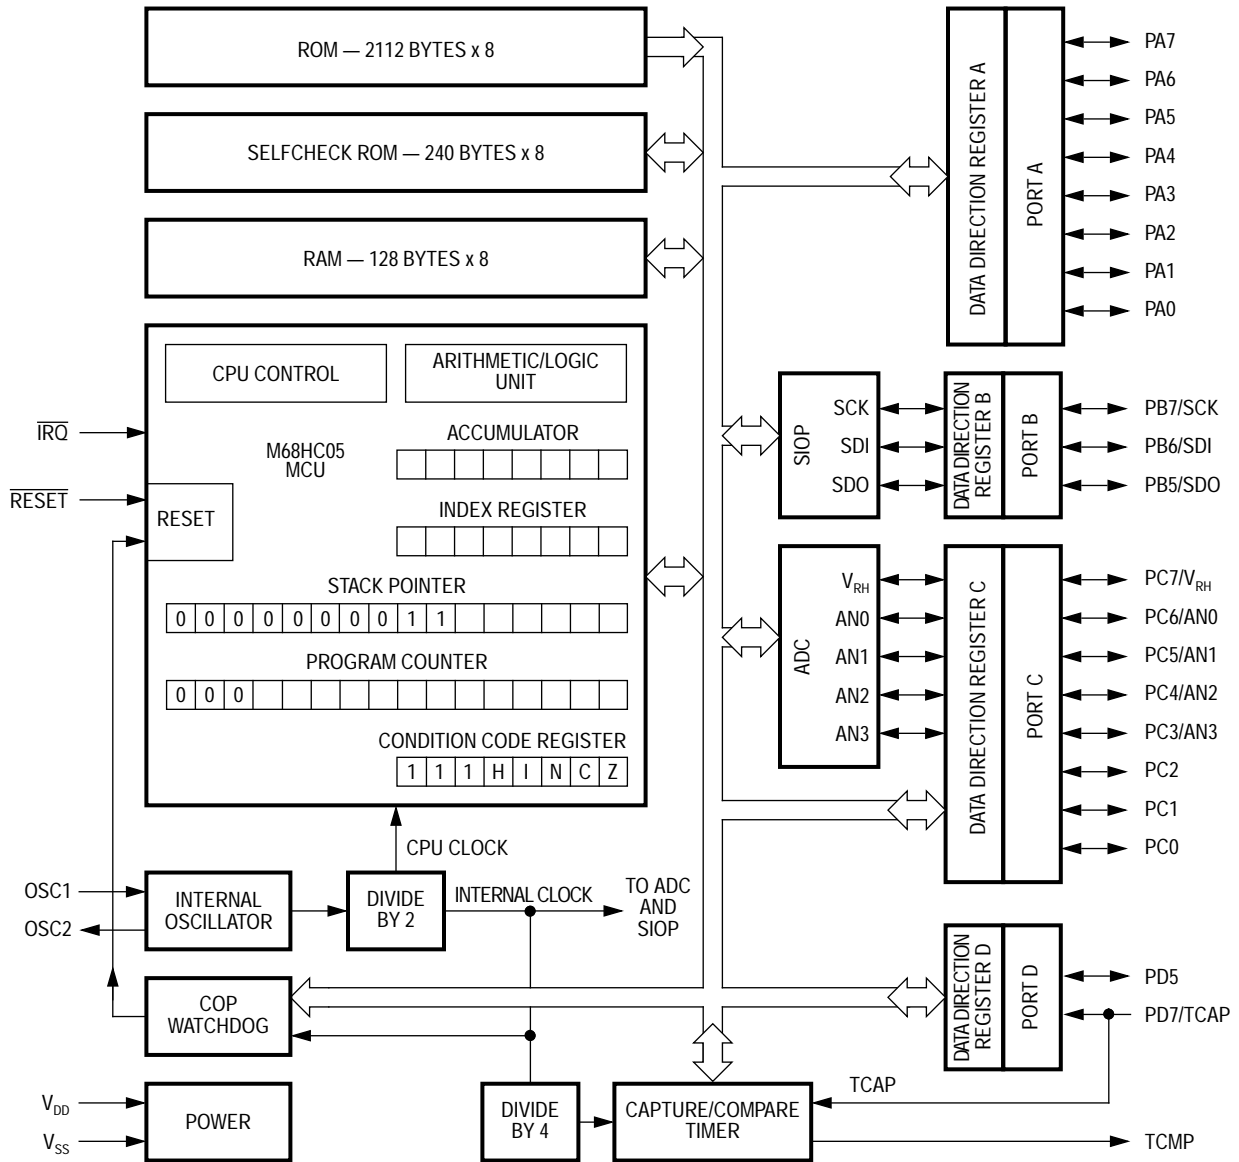 ROM — 2112 BYTES x 8
SELFCHECK ROM — 240 BYTES x 8
RAM — 128 BYTES x 8
CPU CONTROL
ARITHMETIC/LOGIC
UNIT
M68HC05
MCU
ACCUMULATOR
INDEX REGISTER
RESET
STACK POINTER
0 0 0 0 0 0 0 0 1 1
PROGRAM COUNTER
0 0 0
CONDITION CODE REGISTER
1 1 1 H I N C Z
IRQ
RESET
CPU CLOCK
OSC1
OSC2
INTERNAL
OSCILLATOR
DIVIDE
BY 2
INTERNAL CLOCK
TO ADC
AND
SIOP
COP
WATCHDOG
VDD
VSS
POWER
DIVIDE
BY 4
CAPTURE/COMPARE
TIMER
TCAP
TCMP
DATA DIRECTION REGISTER A
PORT A
PA7
PA6
PA5
PA4
PA3
PA2
PA1
PA0
SIOP
SCK
SDI
SDO
DATA DIRECTION
REGISTER B
PORT B
PB7/SCK
PB6/SDI
PB5/SDO
ADC
VRH
AN0
AN1
AN2
AN3
DATA DIRECTION REGISTER C
PORT C
PC7/VRH
PC6/AN0
PC5/AN1
PC4/AN2
PC3/AN3
PC2
PC1
PC0
DATA DIRECTION
REGISTER D
PORT D
PD5
PD7/TCAP